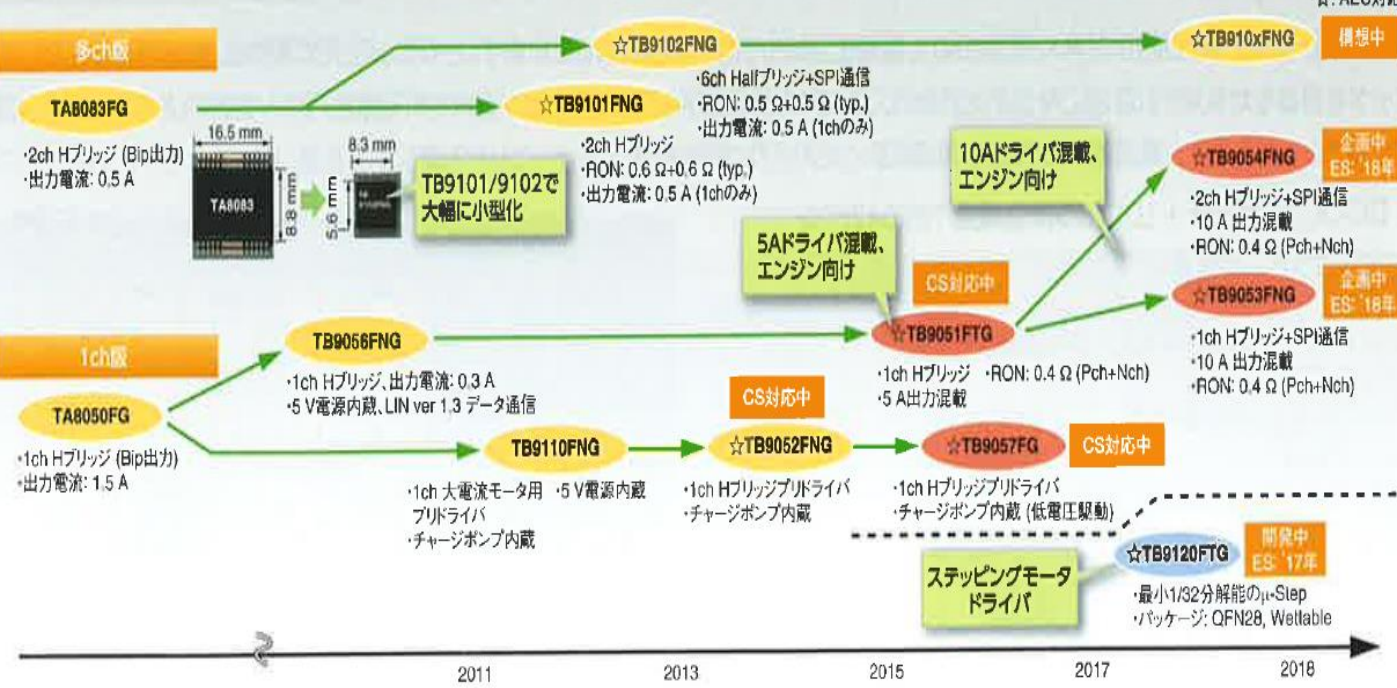 ☆: AEC対応
多ch版
TA8083FG
・2ch Hブリッジ (Bip出力)
・出力電流: 0.5 A
16.5 mm
8.8 mm
TA8083
8.3 mm
5.6 mm
TB9101/9102で
大幅に小型化
☆TB9102FNG
・6ch Halfブリッジ+SPI通信
・RON: 0.5 Ω+0.5 Ω (typ.)
・出力電流: 0.5 A (1chのみ)
☆TB9101FNG
・2ch Hブリッジ
・RON: 0.6 Ω+0.6 Ω (typ.)
・出力電流: 0.5 A (1chのみ)
☆TB910xFNG
構想中
10Aドライバ混載、
エンジン向け
☆TB9054FNG
企画中
ES: '18年
・2ch Hブリッジ+SPI通信
・10 A 出力混載
・RON: 0.4 Ω (Pch+Nch)
5Aドライバ混載、
エンジン向け
CS対応中
☆TB9053FNG
企画中
ES: '18年
・1ch Hブリッジ+SPI通信
・10 A 出力混載
・RON: 0.4 Ω (Pch+Nch)
1ch版
TA8050FG
・1ch Hブリッジ (Bip出力)
・出力電流: 1.5 A
TB9056FNG
・1ch Hブリッジ、出力電流: 0.3 A
・5 V電源内蔵、LIN ver 1.3 データ通信
☆TB9051FTG
・1ch Hブリッジ ・RON: 0.4 Ω (Pch+Nch)
・5 A出力混載
TB9110FNG
・1ch 大電流モータ用 ・5 V電源内蔵
プリドライバ
・チャージポンプ内蔵
CS対応中
☆TB9052FNG
・1ch Hブリッジプリドライバ
・チャージポンプ内蔵
☆TB9057FG
CS対応中
・1ch Hブリッジプリドライバ
・チャージポンプ内蔵 (低電圧駆動)
ステッピングモータ
ドライバ
☆TB9120FTG
開発中
ES: '17年
・最小1/32分解能のμ-Step
・パッケージ: QFN28, Wettable
2011
2013
2015
2017
2018